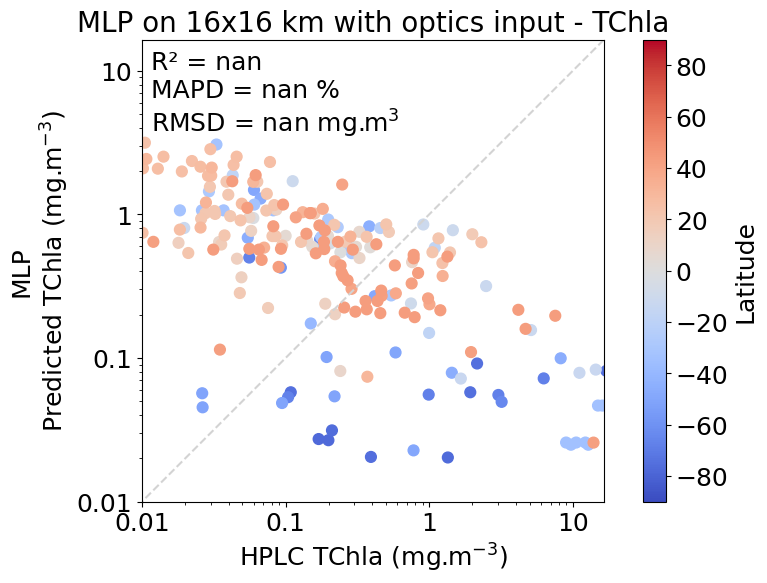 MLP on 16x16 km with optics input - TChla
R² = nan
MAPD = nan %
RMSD = nan mg.m³
MLP
Predicted TChla (mg.m⁻³)
10
1
0.1
0.01
0.01
0.1
1
10
HPLC TChla (mg.m⁻³)
80
60
40
20
0
−20
−40
−60
−80
Latitude